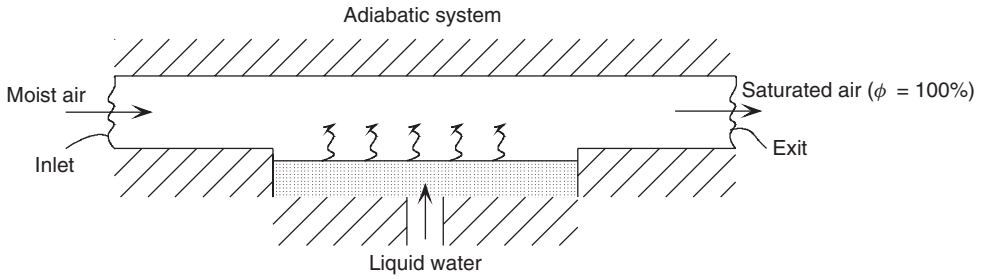 Adiabatic system
Moist air
Saturated air (ϕ = 100%)
Inlet
Exit
Liquid water